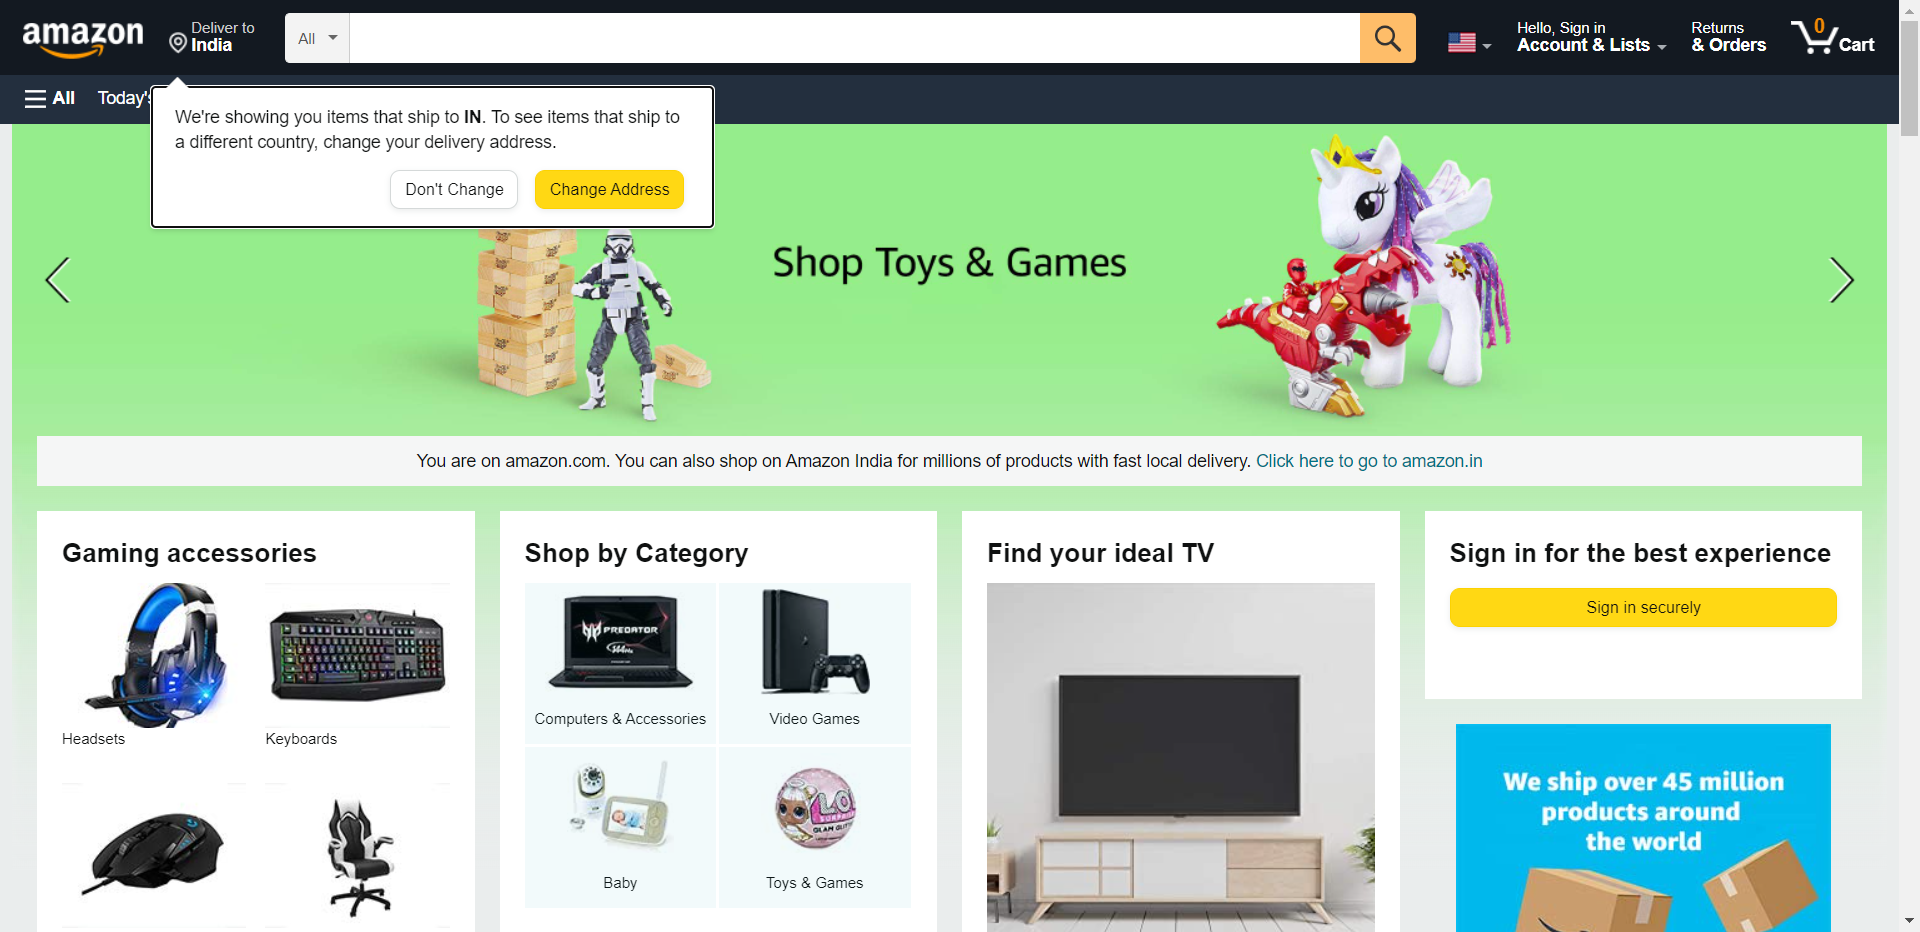 amazon
Deliver to
India
All
Hello, Sign in
Account & Lists
Returns
& Orders
0
Cart
All
Today's
We're showing you items that ship to IN. To see items that ship to
a different country, change your delivery address.
Don't Change
Change Address
Shop Toys & Games
You are on amazon.com. You can also shop on Amazon India for millions of products with fast local delivery. Click here to go to amazon.in
Gaming accessories
Headsets
Keyboards
Shop by Category
PREDATOR
144Hz
Computers & Accessories
Video Games
Baby
L.O.L.
SURPRISE
GLAM GLITTER
Toys & Games
Find your ideal TV
Sign in for the best experience
Sign in securely
We ship over 45 million
products around
the world